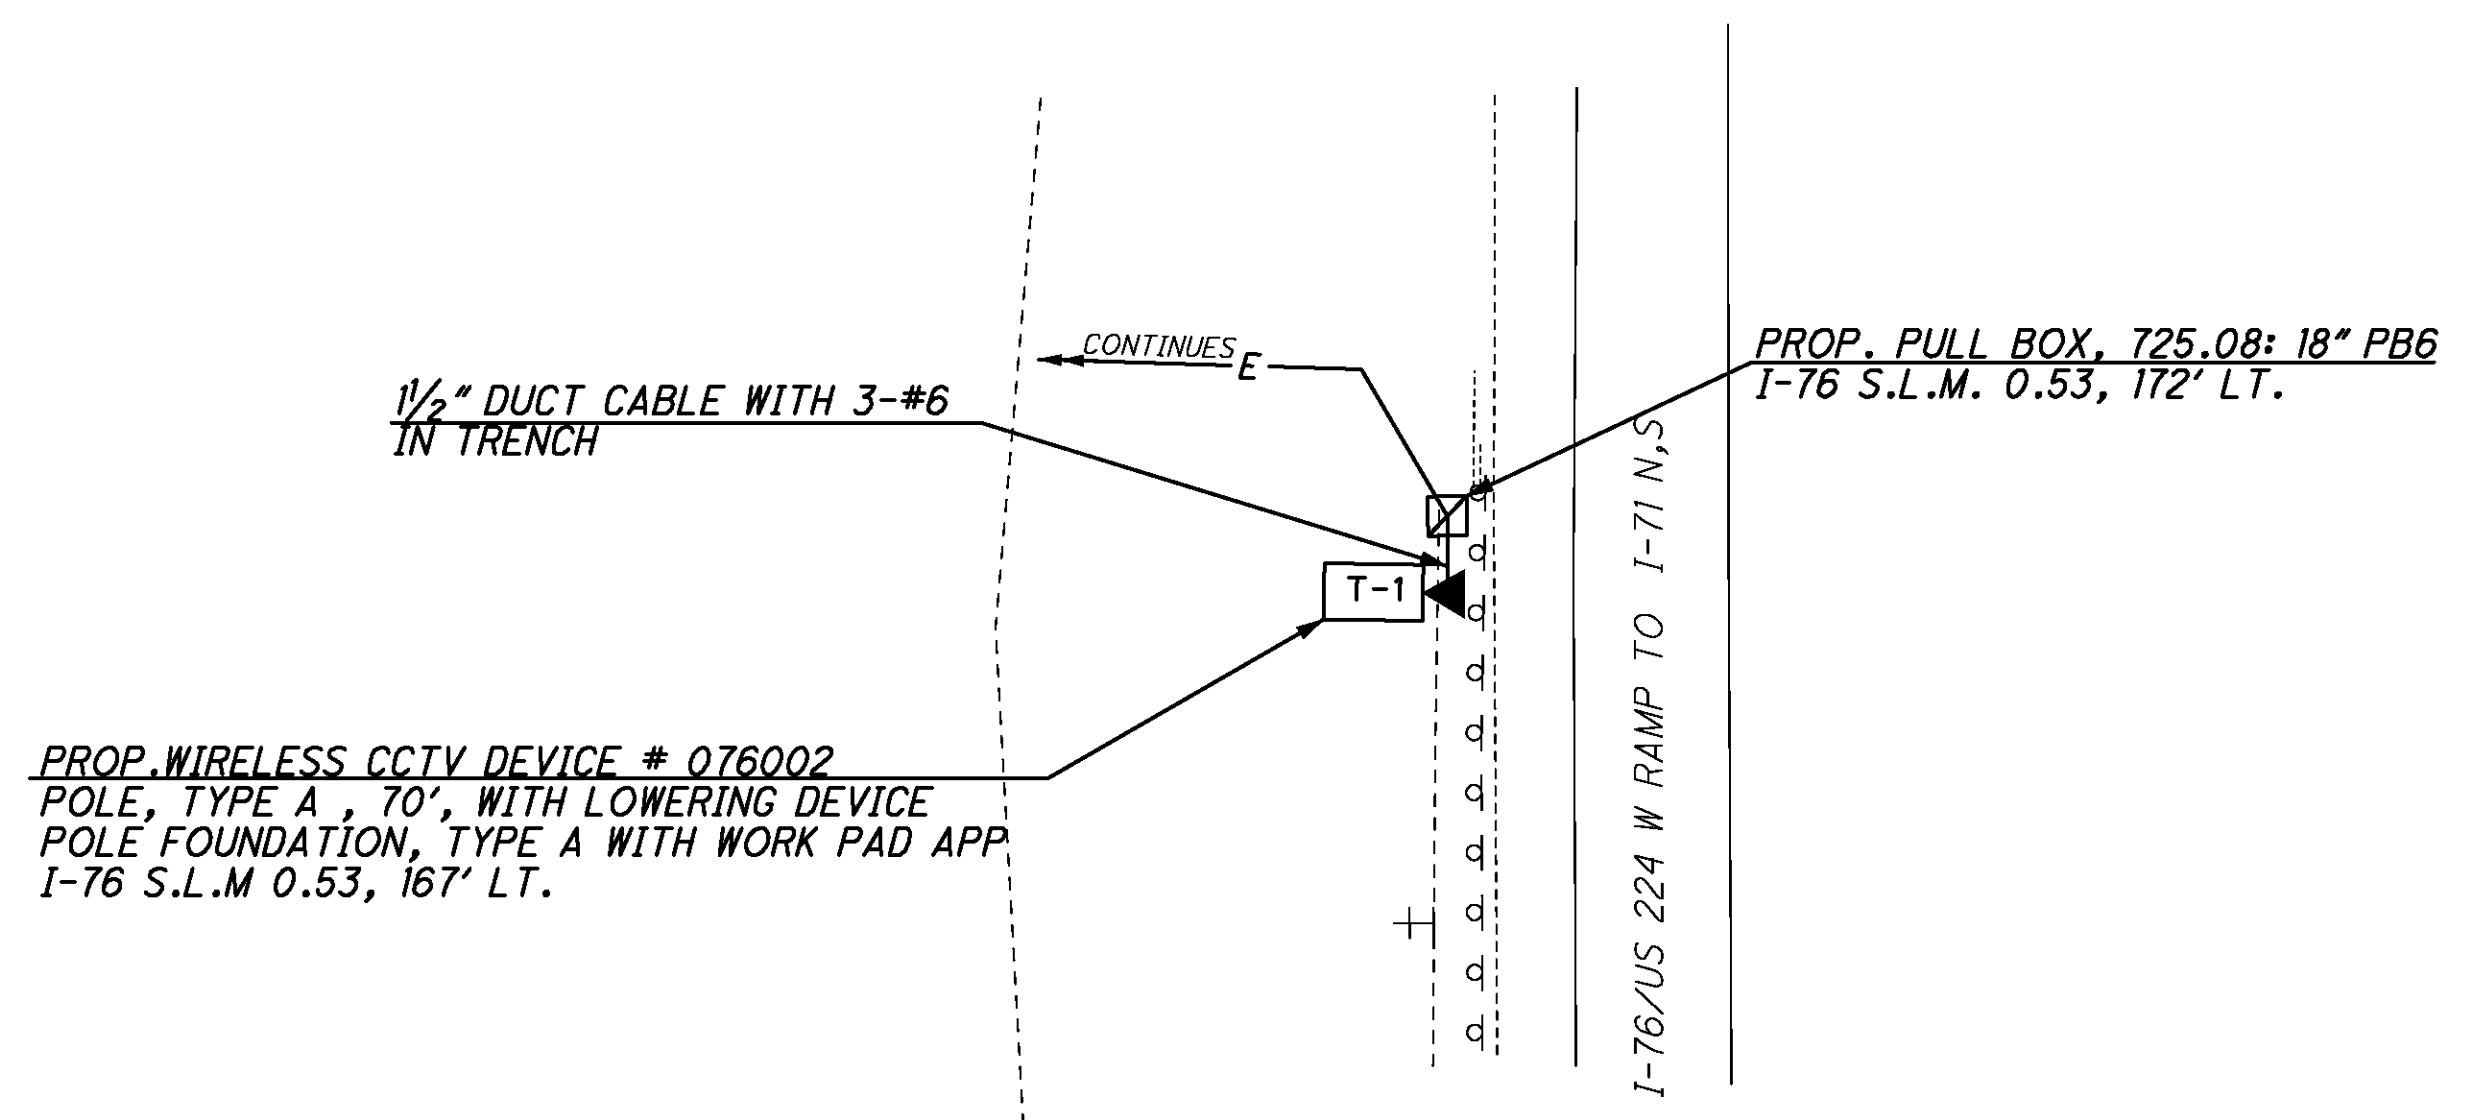 CONTINUES
E
PROP. PULL BOX, 725.08: 18" PB6
I-76 S.L.M. 0.53, 172' LT.
1½" DUCT CABLE WITH 3-#6
IN TRENCH
T-1
I-76/US 224 W RAMP TO I-71 N,S
PROP.WIRELESS CCTV DEVICE # 076002
POLE, TYPE A , 70', WITH LOWERING DEVICE
POLE FOUNDATION, TYPE A WITH WORK PAD APP
I-76 S.L.M 0.53, 167' LT.